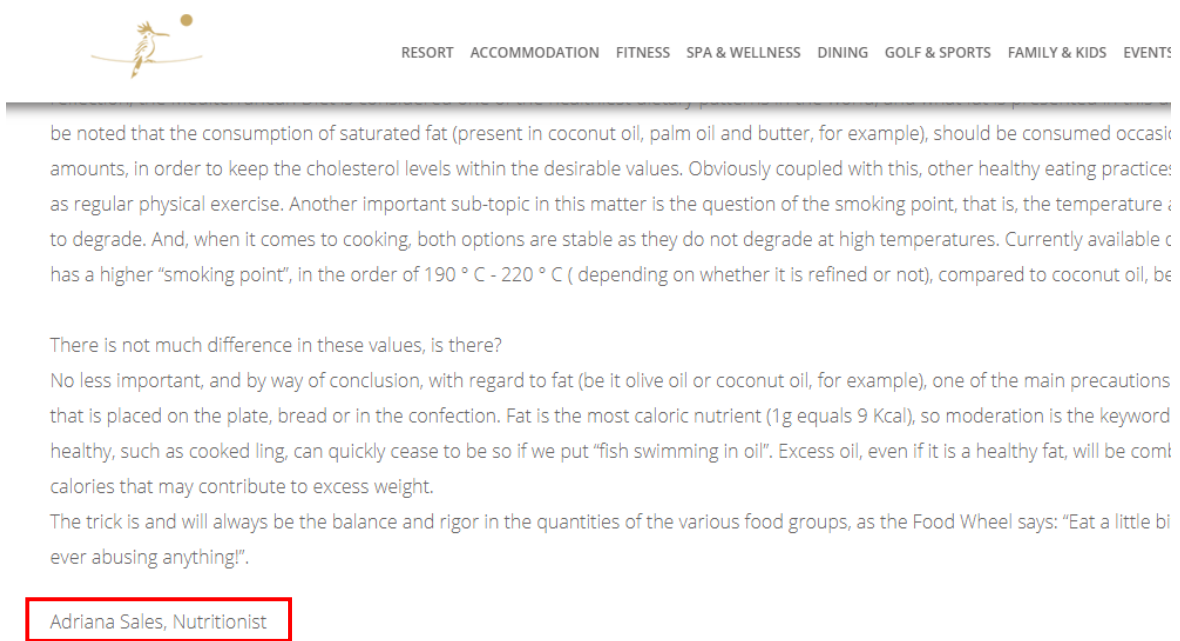 RESORT ACCOMMODATION FITNESS SPA & WELLNESS DINING GOLF & SPORTS FAMILY & KIDS EVENTS
be noted that the consumption of saturated fat (present in coconut oil, palm oil and butter, for example), should be consumed
amounts, in order to keep the cholesterol levels within the desirable values. Obviously coupled with this, other healthy eating practices
as regular physical exercise. Another important sub-topic in this matter is the question of the smoking point, that is, the temperature
to degrade. And, when it comes to cooking, both options are stable as they do not degrade at high temperatures. Currently available
has a higher “smoking point”, in the order of 190 ° C - 220 ° C ( depending on whether it is refined or not), compared to coconut oil, be
There is not much difference in these values, is there?
No less important, and by way of conclusion, with regard to fat (be it olive oil or coconut oil, for example), one of the main precautions
that is placed on the plate, bread or in the confection. Fat is the most caloric nutrient (1g equals 9 Kcal), so moderation is the keyword
healthy, such as cooked ling, can quickly cease to be so if we put “fish swimming in oil”. Excess oil, even if it is a healthy fat, will be
calories that may contribute to excess weight.
The trick is and will always be the balance and rigor in the quantities of the various food groups, as the Food Wheel says: “Eat a little bi
ever abusing anything!”.
Adriana Sales, Nutritionist